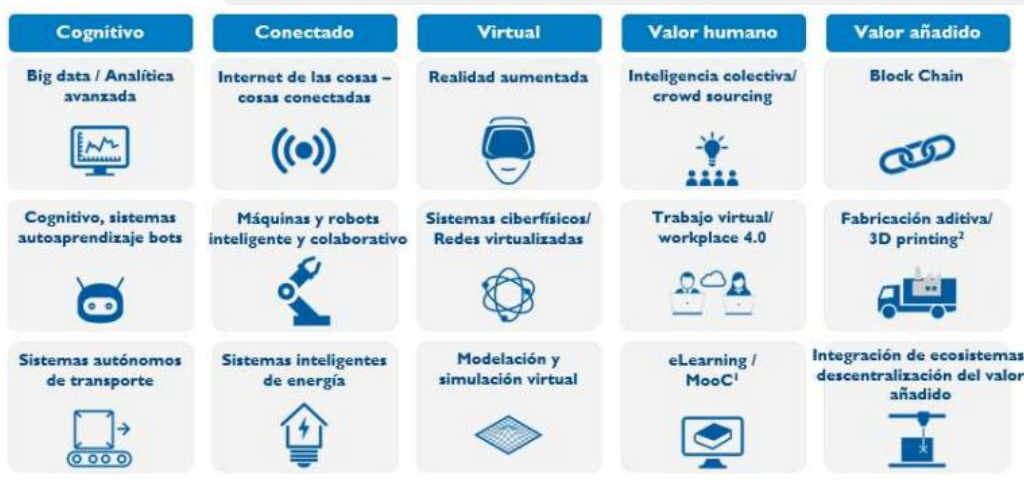 Cognitivo
Conectado
Virtual
Valor humano
Valor añadido
Big data / Analítica
avanzada
Internet de las cosas –
cosas conectadas
Realidad aumentada
Inteligencia colectiva/
crowd sourcing
Block Chain
Cognitivo, sistemas
autoaprendizaje bots
Máquinas y robots
inteligente y colaborativo
Sistemas ciberfísicos/
Redes virtualizadas
Trabajo virtual/
workplace 4.0
Fabricación aditiva/
3D printing²
Sistemas autónomos
de transporte
Sistemas inteligentes
de energía
Modelación y
simulación virtual
eLearning /
MooC¹
Integración de ecosistemas
descentralización del valor
añadido